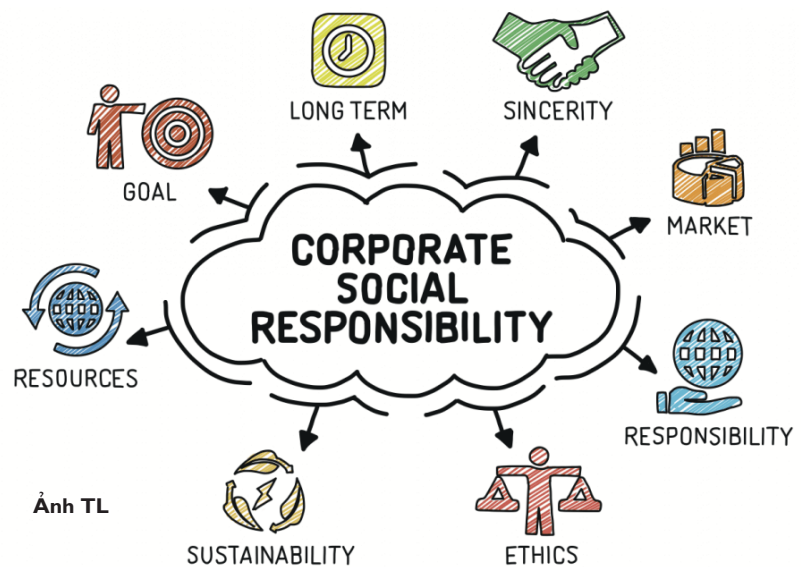 LONG TERM
SINCERITY
GOAL
MARKET
CORPORATE
SOCIAL
RESPONSIBILITY
RESOURCES
RESPONSIBILITY
Ảnh TL
SUSTAINABILITY
ETHICS